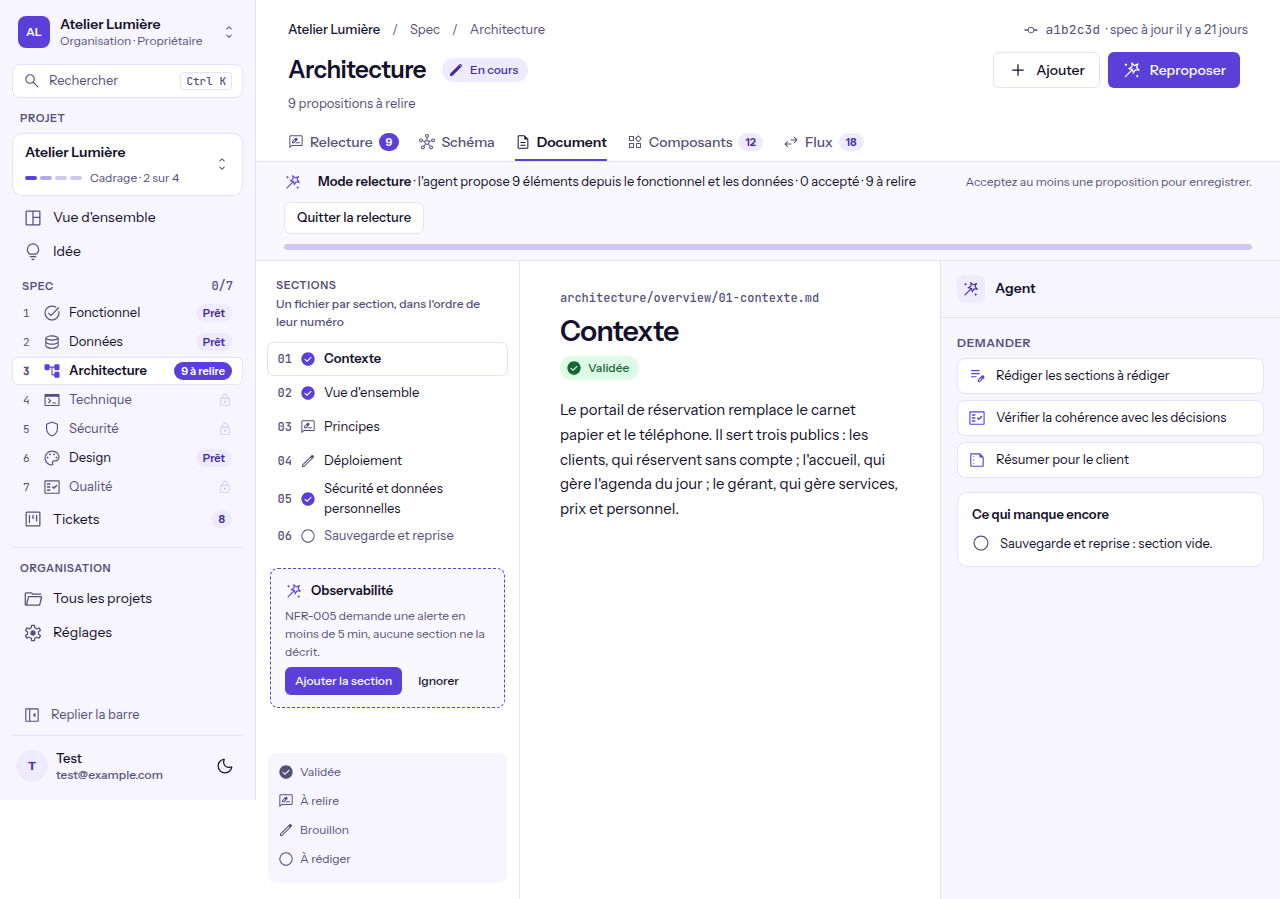 AL
Atelier Lumière
Organisation · Propriétaire
Rechercher
Ctrl K
PROJET
Atelier Lumière
Cadrage · 2 sur 4
Vue d'ensemble
Idée
SPEC 0/7
1 Fonctionnel Prêt
2 Données Prêt
3 Architecture 9 à relire
4 Technique
5 Sécurité
6 Design Prêt
7 Qualité
Tickets 8
ORGANISATION
Tous les projets
Réglages
Replier la barre
T
Test
test@example.com
Atelier Lumière / Spec / Architecture
a1b2c3d · spec à jour il y a 21 jours
Architecture
En cours
Ajouter
Reproposer
9 propositions à relire
Relecture 9
Schéma
Document
Composants 12
Flux 18
Mode relecture · l'agent propose 9 éléments depuis le fonctionnel et les données · 0 accepté · 9 à relire
Acceptez au moins une proposition pour enregistrer.
Quitter la relecture
SECTIONS
Un fichier par section, dans l'ordre de
leur numéro
01 Contexte
02 Vue d'ensemble
03 Principes
04 Déploiement
05 Sécurité et données
personnelles
06 Sauvegarde et reprise
Observabilité
NFR-005 demande une alerte en
moins de 5 min, aucune section ne la
décrit.
Ajouter la section
Ignorer
Validée
À relire
Brouillon
À rédiger
architecture/overview/01-contexte.md
Contexte
Validée
Le portail de réservation remplace le carnet
papier et le téléphone. Il sert trois publics : les
clients, qui réservent sans compte ; l'accueil, qui
gère l'agenda du jour ; le gérant, qui gère services,
prix et personnel.
Agent
DEMANDER
Rédiger les sections à rédiger
Vérifier la cohérence avec les décisions
Résumer pour le client
Ce qui manque encore
Sauvegarde et reprise : section vide.